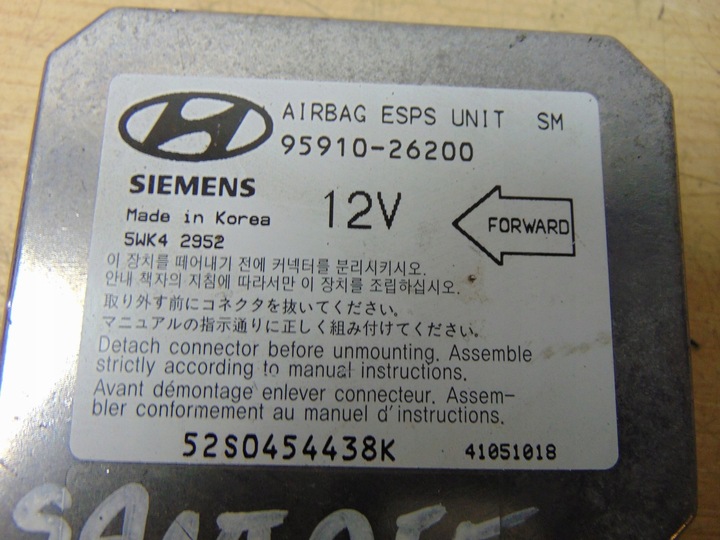 AIRBAG ESPS UNIT SM
95910-26200
SIEMENS
Made in Korea
12V
FORWARD
5WK4 2952
이 장치를 떼어내기 전에 커넥터를 분리시키시오.
안내 책자의 지침에 따라서만 이 장치를 조립하십시오.
取り外す前にコネクタを抜いてください。
マニュアルの指示通りに正しく組み付けてください。
Detach connector before unmounting. Assemble
strictly according to manual instructions.
Avant démontage enlever connecteur. Assem-
bler conformement au manuel d'instructions.
52S0454438K
41051018